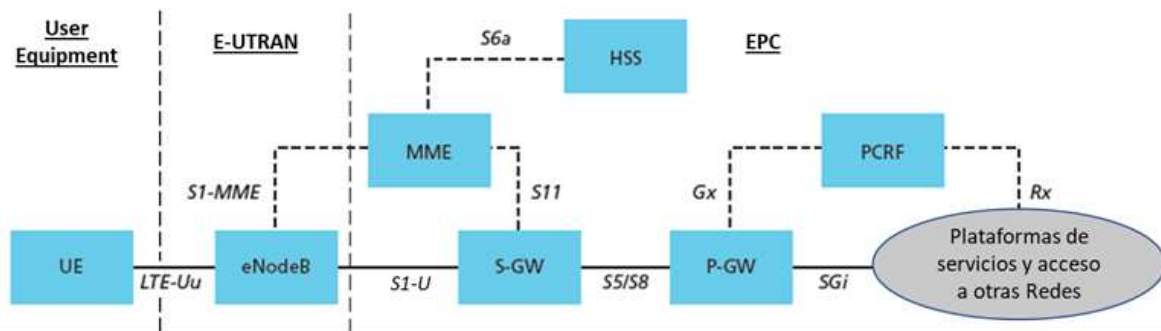 User
Equipment
E-UTRAN
EPC
S6a
HSS
MME
PCRF
S1-MME
S11
Gx
Rx
UE
LTE-Uu
eNodeB
S1-U
S-GW
S5/S8
P-GW
SGi
Plataformas de
servicios y acceso
a otras Redes